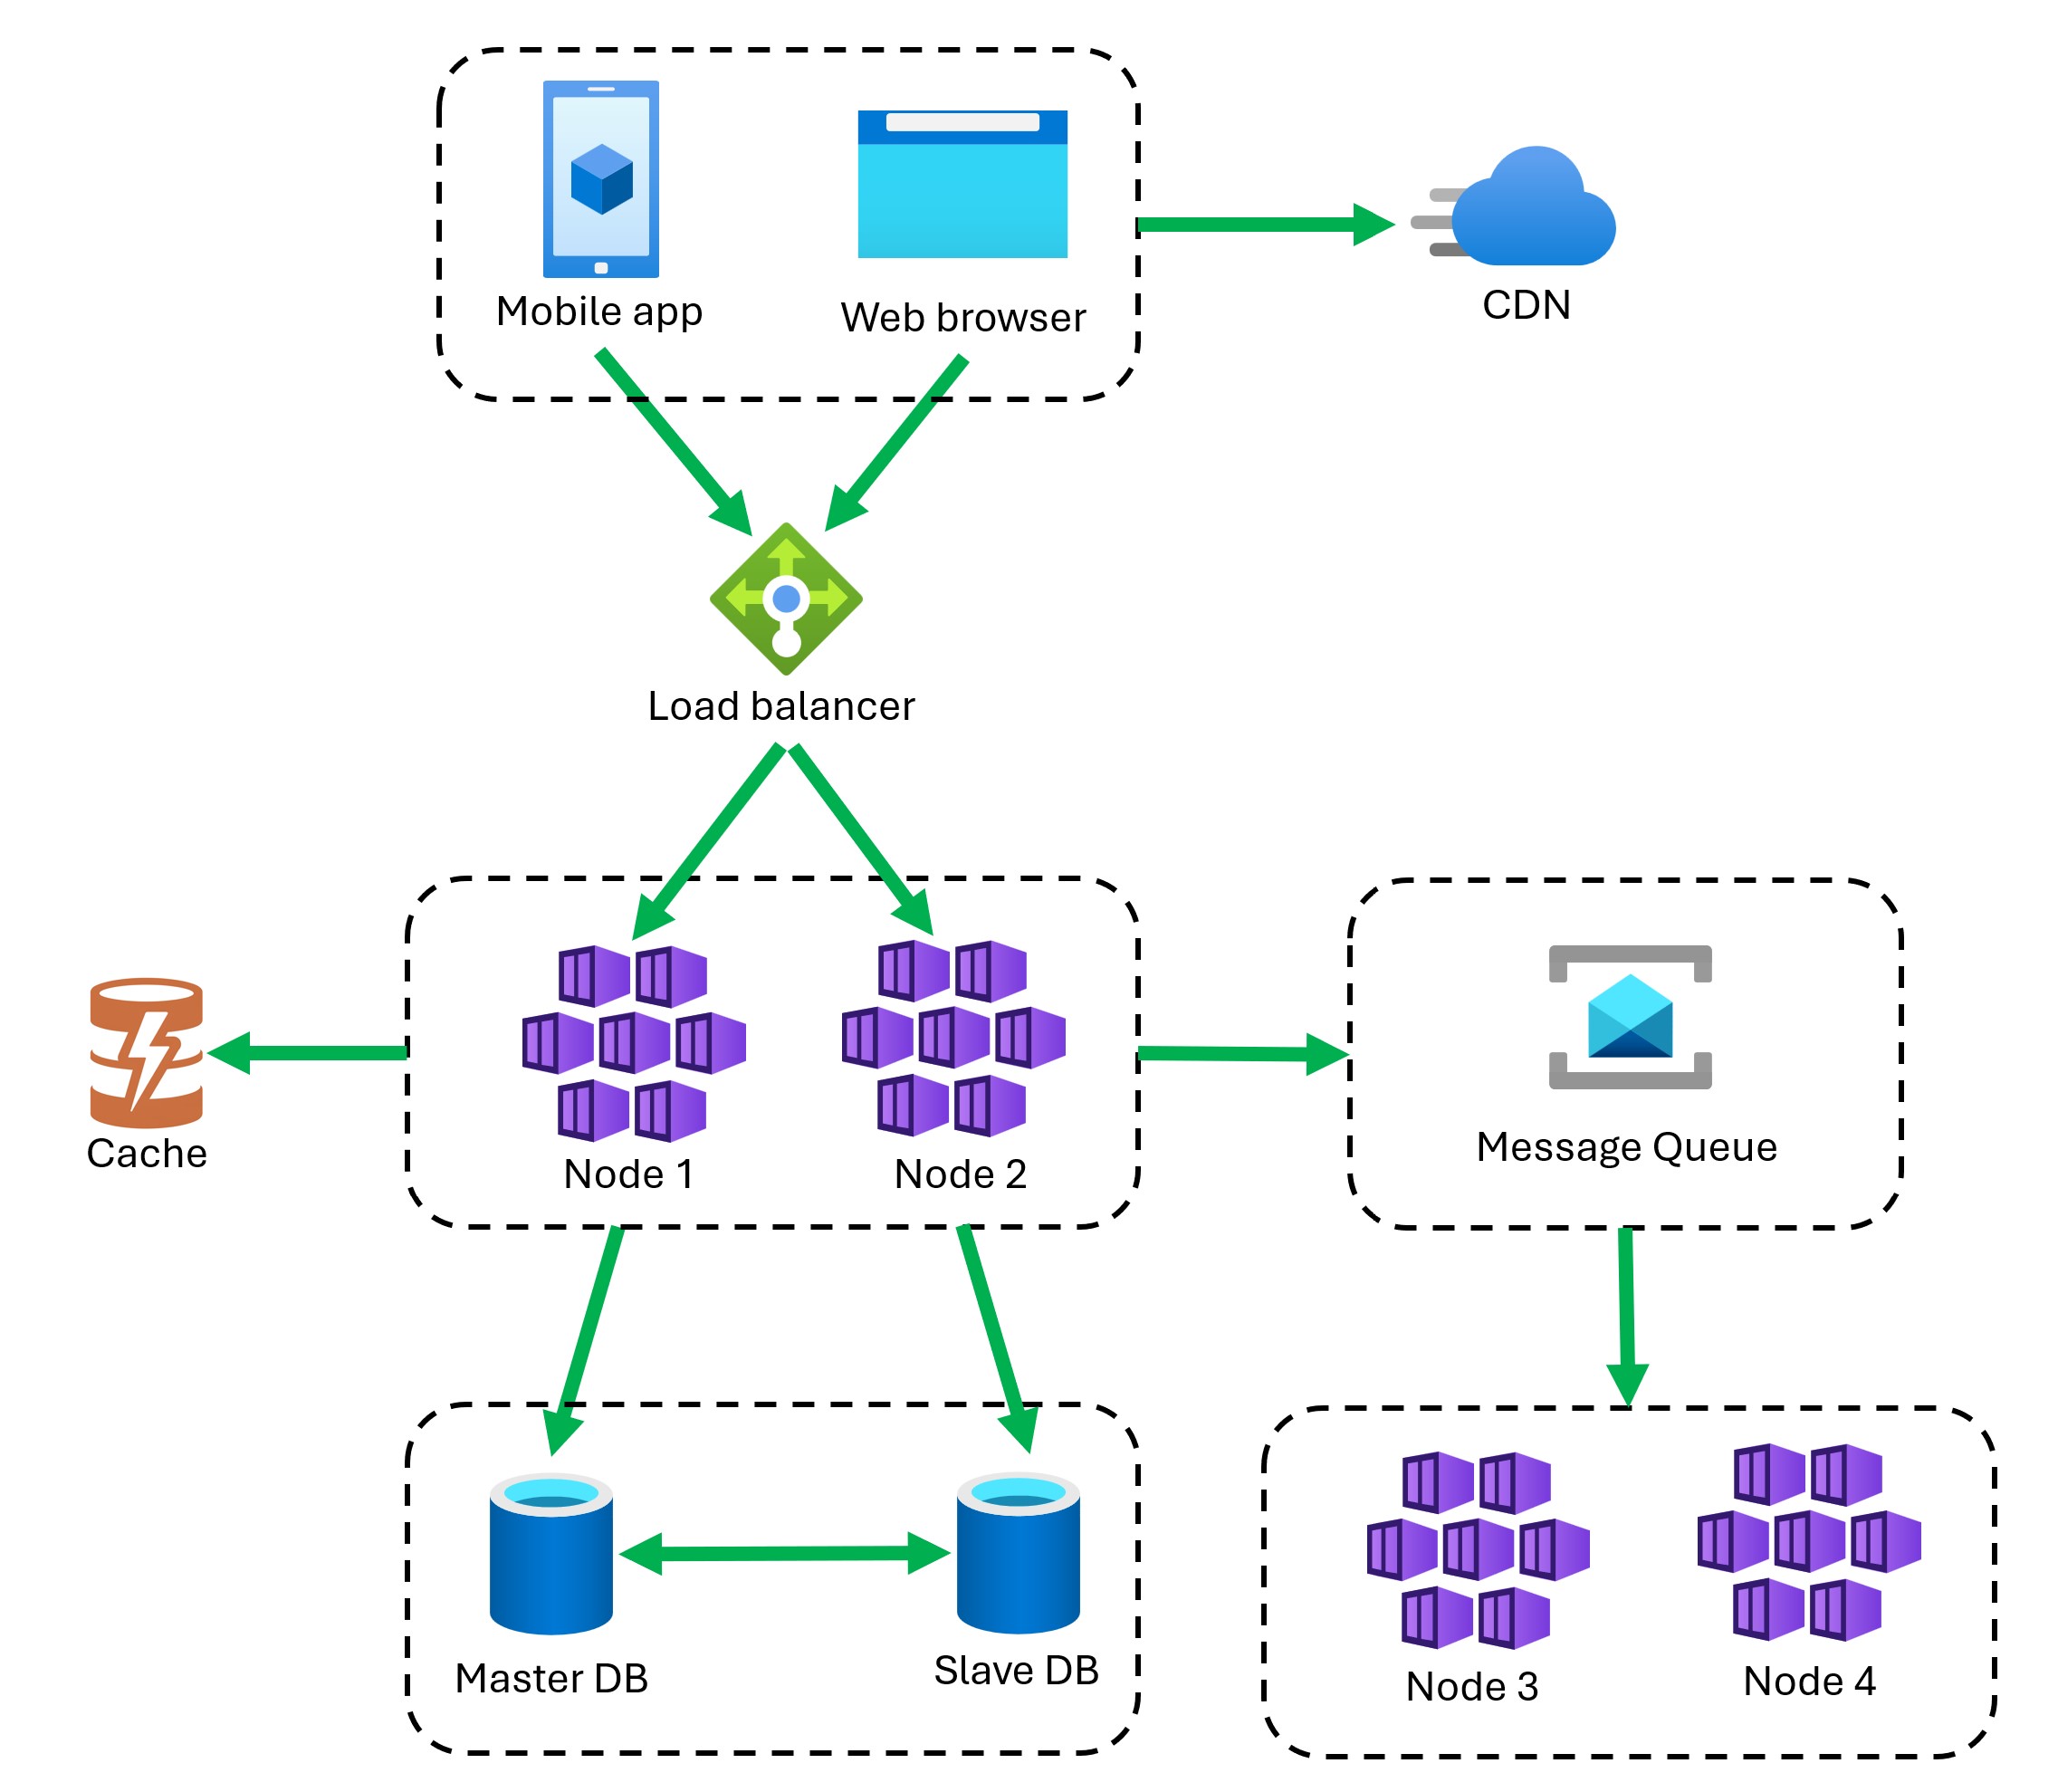 Mobile app
Web browser
CDN
Load balancer
Cache
Node 1
Node 2
Message Queue
Master DB
Slave DB
Node 3
Node 4